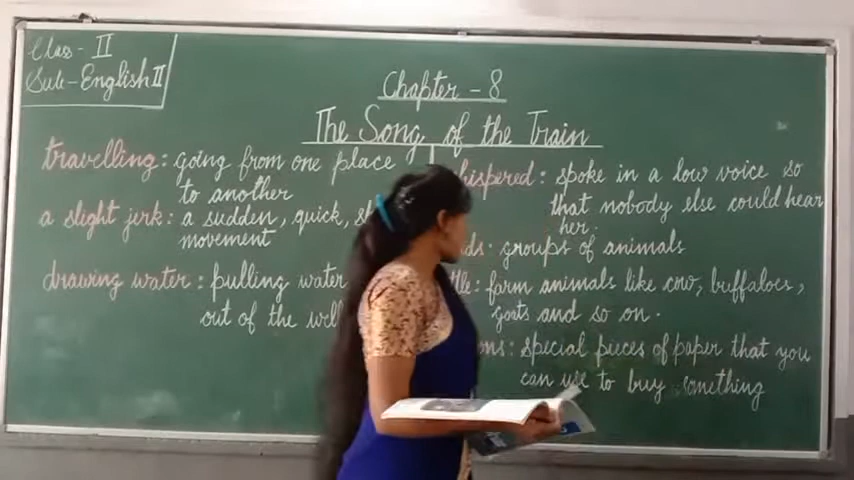 Class - II
Sub - English II
Chapter - 8
The Song of the Train
travelling : going from one place
to another
a slight jerk : a sudden, quick,
movement
drawing water : pulling water
out of the
spoke in a low voice so
that nobody else could hear
her.
groups of animals
farm animals like cow, buffaloes,
goats and so on.
special pieces of paper that you
can use to buy something